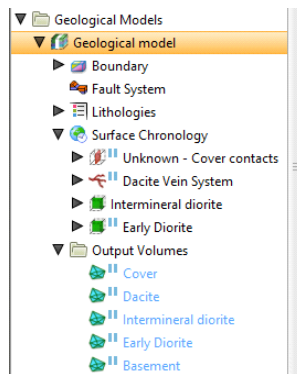 Geological Models
Geological model
Boundary
Fault System
Lithologies
Surface Chronology
Unknown - Cover contacts
Dacite Vein System
Intermineral diorite
Early Diorite
Output Volumes
Cover
Dacite
Intermineral diorite
Early Diorite
Basement